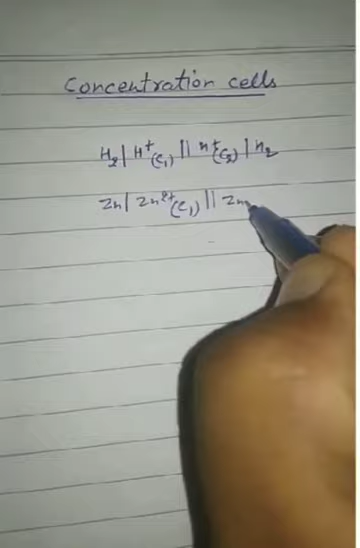 Concentration cells
H₂ | H⁺(C₁) || H⁺(C₂) | H₂
Zn | Zn²⁺(C₁) || Zn